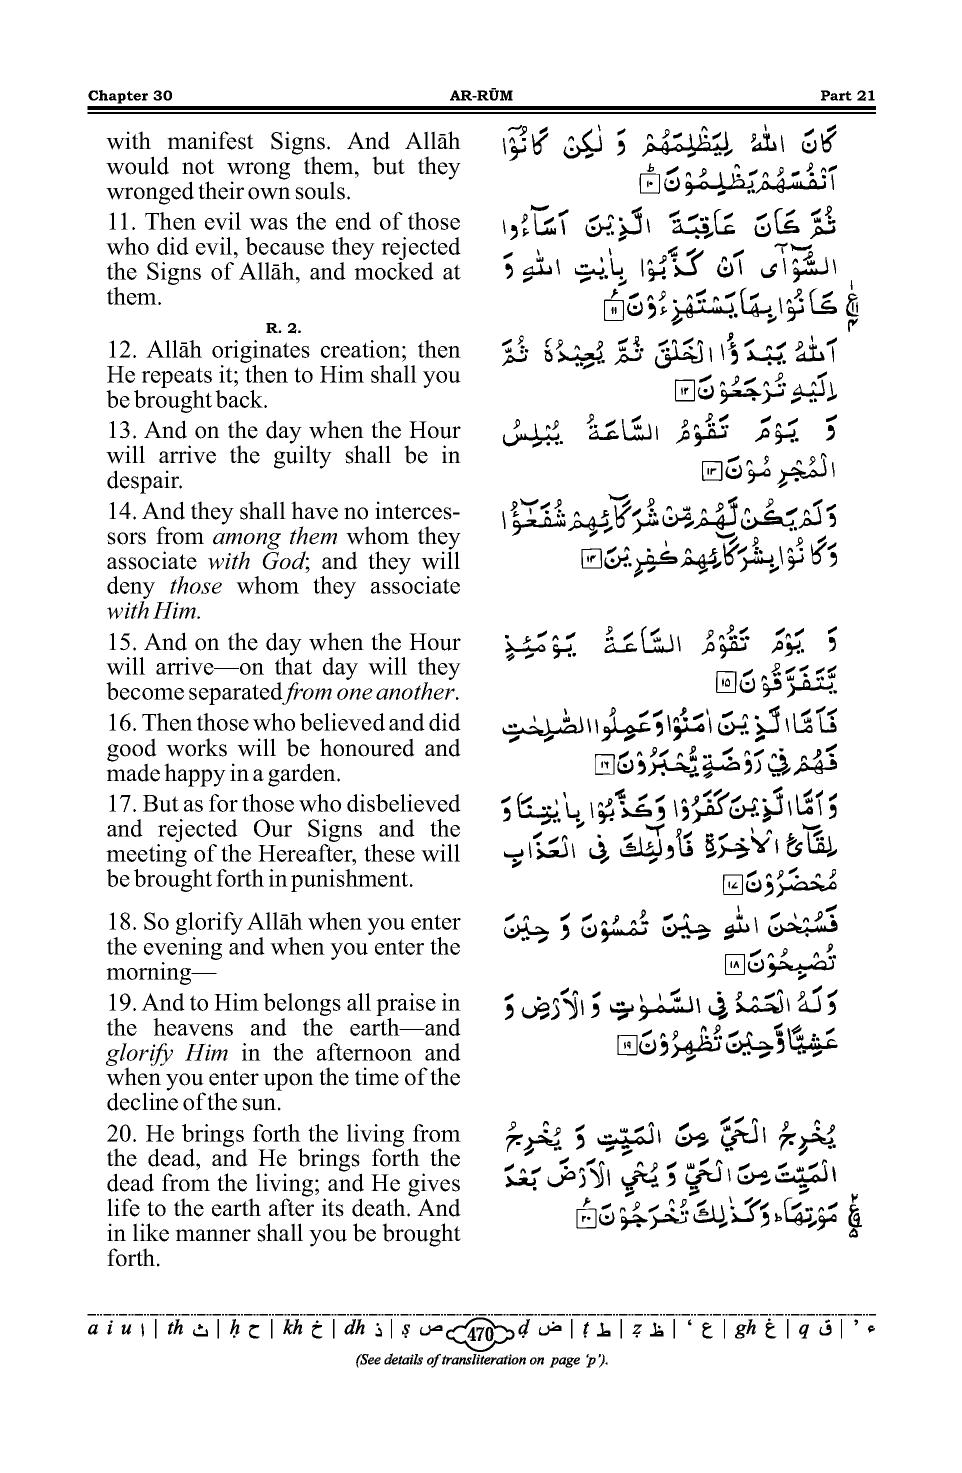 Chapter 30 AR-RŪM Part 21
with manifest Signs. And Allāh
would not wrong them, but they
wronged their own souls.
11. Then evil was the end of those
who did evil, because they rejected
the Signs of Allāh, and mocked at
them.
R. 2.
12. Allāh originates creation; then
He repeats it; then to Him shall you
be brought back.
13. And on the day when the Hour
will arrive the guilty shall be in
despair.
14. And they shall have no interces-
sors from among them whom they
associate with God; and they will
deny those whom they associate
with Him.
15. And on the day when the Hour
will arrive—on that day will they
become separated from one another.
16. Then those who believed and did
good works will be honoured and
made happy in a garden.
17. But as for those who disbelieved
and rejected Our Signs and the
meeting of the Hereafter, these will
be brought forth in punishment.
18. So glorify Allāh when you enter
the evening and when you enter the
morning—
19. And to Him belongs all praise in
the heavens and the earth—and
glorify Him in the afternoon and
when you enter upon the time of the
decline of the sun.
20. He brings forth the living from
the dead, and He brings forth the
dead from the living; and He gives
life to the earth after its death. And
in like manner shall you be brought
forth.
كَانَ اللّٰهُ لِيَظْلِمَهُمْ وَ لٰكِنْ كَانُوْۤا
اَنْفُسَهُمْ يَظْلِمُوْنَؕ ۱۰
ثُمَّ كَانَ عَاقِبَةَ الَّذِيْنَ اَسَآءُوا
السُّوْٓاٰۤى اَنْ كَذَّبُوْا بِاٰيٰتِ اللّٰهِ وَ
كَانُوْا بِهَا يَسْتَهْزِءُوْنَ۠ ۱۱
اَللّٰهُ يَبْدَؤُا الْخَلْقَ ثُمَّ يُعِيْدُهٗ ثُمَّ
اِلَيْهِ تُرْجَعُوْنَ ۱۲
وَ يَوْمَ تَقُوْمُ السَّاعَةُ يُبْلِسُ
الْمُجْرِمُوْنَ ۱۳
وَ لَمْ يَكُنْ لَّهُمْ مِّنْ شُرَكَآئِهِمْ شُفَعٰٓؤُا
وَ كَانُوْا بِشُرَكَآئِهِمْ كٰفِرِيْنَ ۱۴
وَ يَوْمَ تَقُوْمُ السَّاعَةُ يَوْمَئِذٍ
يَّتَفَرَّقُوْنَ ۱۵
فَاَمَّا الَّذِيْنَ اٰمَنُوْا وَ عَمِلُوا الصّٰلِحٰتِ
فَهُمْ فِيْ رَوْضَةٍ يُّحْبَرُوْنَ ۱۶
وَ اَمَّا الَّذِيْنَ كَفَرُوْا وَ كَذَّبُوْا بِاٰيٰتِنَا وَ
لِقَآئِ الْاٰخِرَةِ فَاُولٰٓئِكَ فِي الْعَذَابِ
مُحْضَرُوْنَ ۱۷
فَسُبْحٰنَ اللّٰهِ حِيْنَ تُمْسُوْنَ وَ حِيْنَ
تُصْبِحُوْنَ ۱۸
وَ لَهُ الْحَمْدُ فِي السَّمٰوٰتِ وَ الْاَرْضِ وَ
عَشِيًّا وَّ حِيْنَ تُظْهِرُوْنَ ۱۹
يُخْرِجُ الْحَيَّ مِنَ الْمَيِّتِ وَ يُخْرِجُ
الْمَيِّتَ مِنَ الْحَيِّ وَ يُحْيِ الْاَرْضَ بَعْدَ
مَوْتِهَاؕ وَ كَذٰلِكَ تُخْرَجُوْنَ۠ ۲۰
a i u ا | th ث | ḥ ح | kh خ | dh ذ | ṣ ص 470 ḍ ض | ṭ ط | ẓ ظ | ‘ ع | gh غ | q ق | ’ ء
(See details of transliteration on page ‘p’).